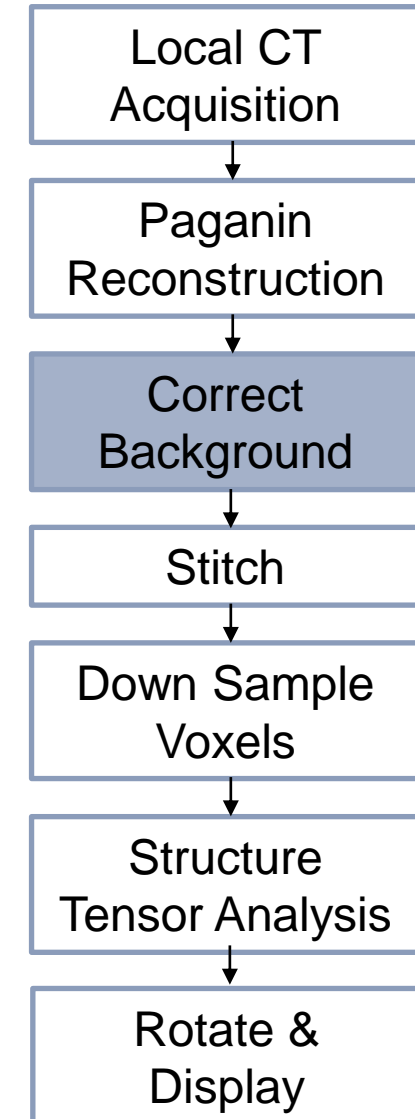 Local CT
Acquisition
Paganin
Reconstruction
Correct
Background
Stitch
Down Sample
Voxels
Structure
Tensor Analysis
Rotate &
Display